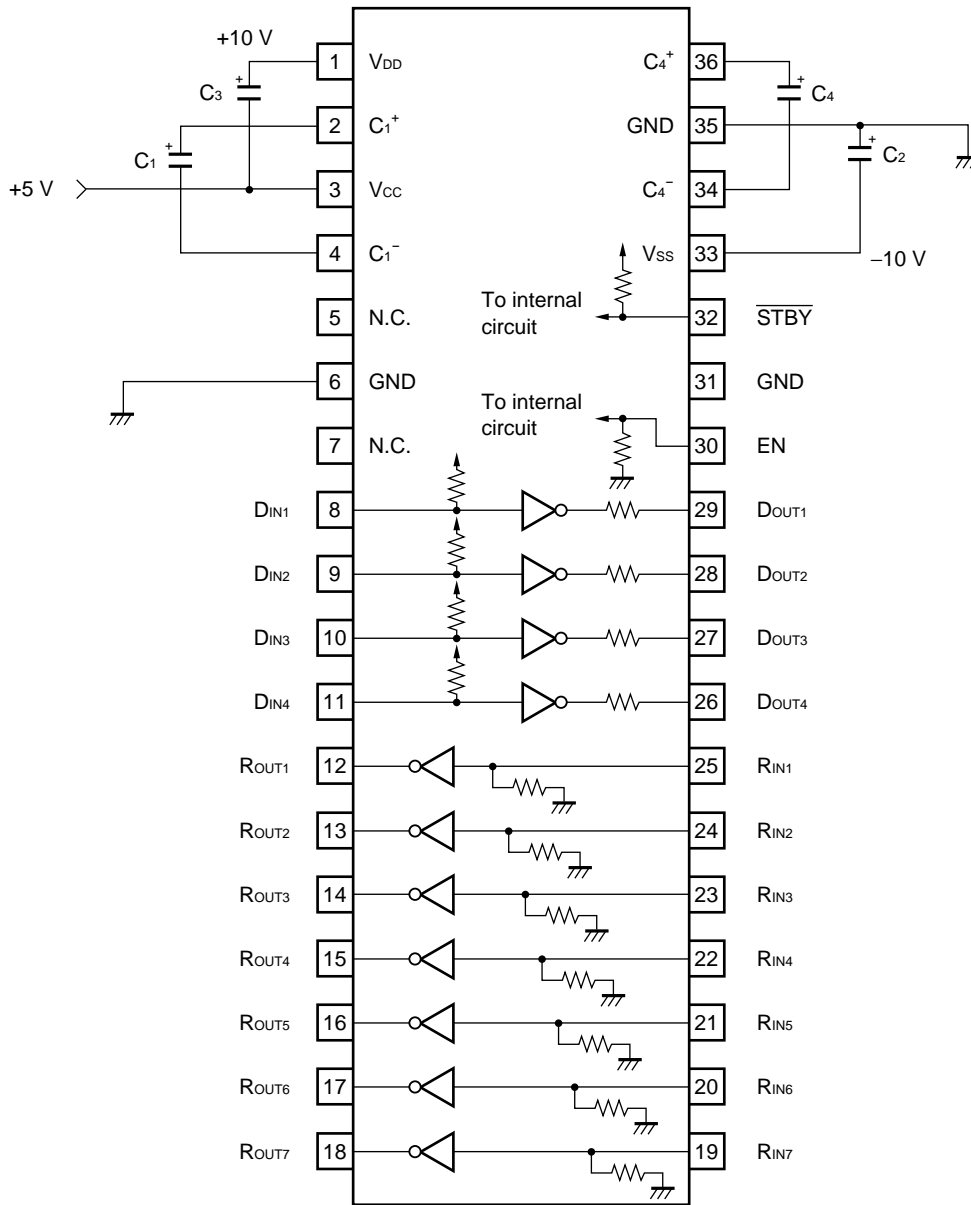 +10 V
1 VDD C4+ 36
+ C3 + C4
2 C1+ GND 35
+ C1 + C2
+5 V 3 VCC C4− 34
4 C1− VSS 33 −10 V
5 N.C. To internal circuit 32 STBY
6 GND 31 GND
7 N.C. To internal circuit 30 EN
DIN1 8 29 DOUT1
DIN2 9 28 DOUT2
DIN3 10 27 DOUT3
DIN4 11 26 DOUT4
ROUT1 12 25 RIN1
ROUT2 13 24 RIN2
ROUT3 14 23 RIN3
ROUT4 15 22 RIN4
ROUT5 16 21 RIN5
ROUT6 17 20 RIN6
ROUT7 18 19 RIN7